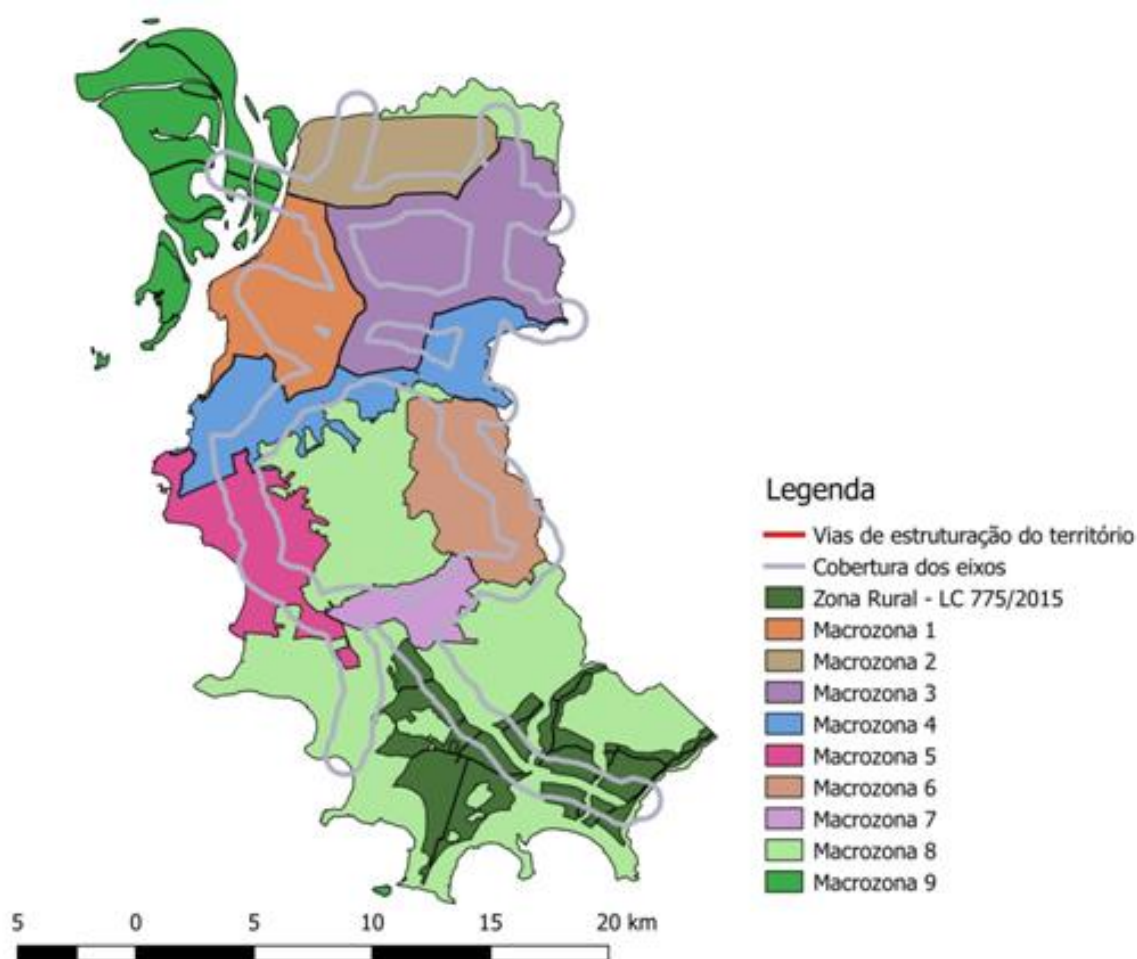 Legenda
Vias de estruturação do território
Cobertura dos eixos
Zona Rural - LC 775/2015
Macrozona 1
Macrozona 2
Macrozona 3
Macrozona 4
Macrozona 5
Macrozona 6
Macrozona 7
Macrozona 8
Macrozona 9
5 0 5 10 15 20 km